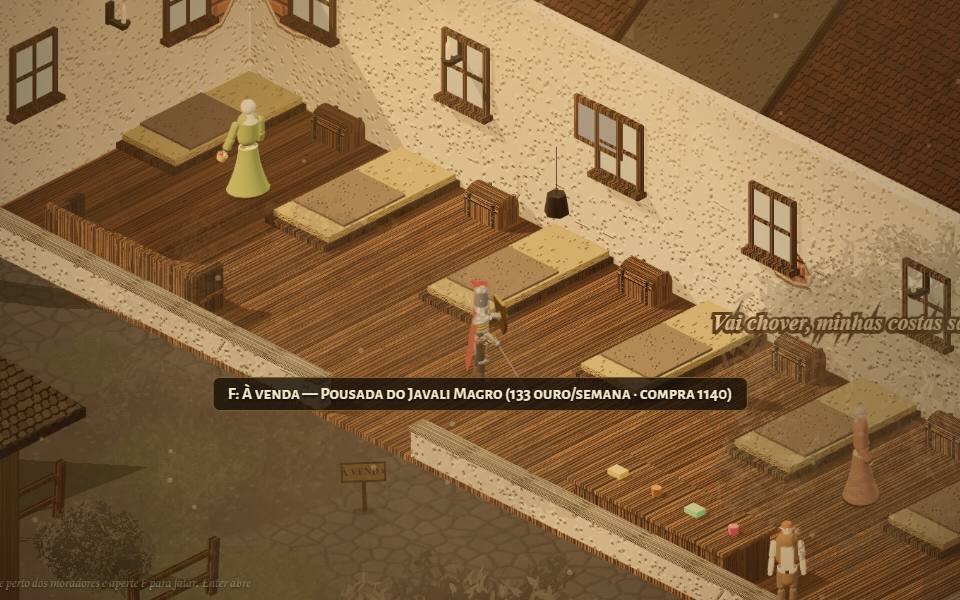 Vai chover, minhas costas
F: À VENDA — POUSADA DO JAVALI MAGRO (133 OURO/SEMANA · COMPRA 1140)
À VENDA
perto dos moradores e aperte F para falar. Enter abre